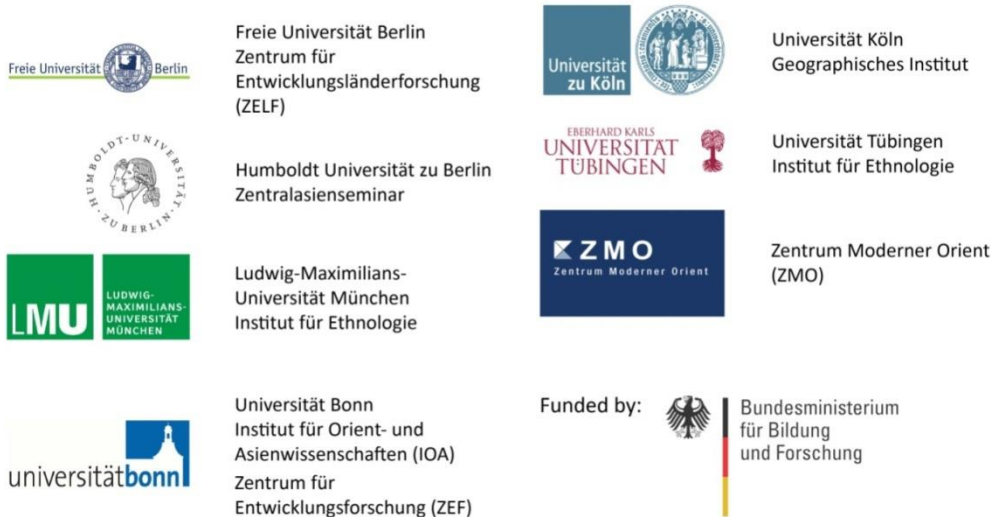 Freie Universität Berlin
Freie Universität Berlin
Zentrum für
Entwicklungsländerforschung
(ZELF)
HUMBOLDT-UNIVERSITÄT · ZU BERLIN ·
Humboldt Universität zu Berlin
Zentralasienseminar
LMU
LUDWIG-
MAXIMILIANS-
UNIVERSITÄT
MÜNCHEN
Ludwig-Maximilians-
Universität München
Institut für Ethnologie
universitätbonn
Universität Bonn
Institut für Orient- und
Asienwissenschaften (IOA)
Zentrum für
Entwicklungsforschung (ZEF)
Universität
zu Köln
Universität Köln
Geographisches Institut
EBERHARD KARLS
UNIVERSITÄT
TÜBINGEN
Universität Tübingen
Institut für Ethnologie
ZMO
Zentrum Moderner Orient
Zentrum Moderner Orient
(ZMO)
Funded by:
Bundesministerium
für Bildung
und Forschung